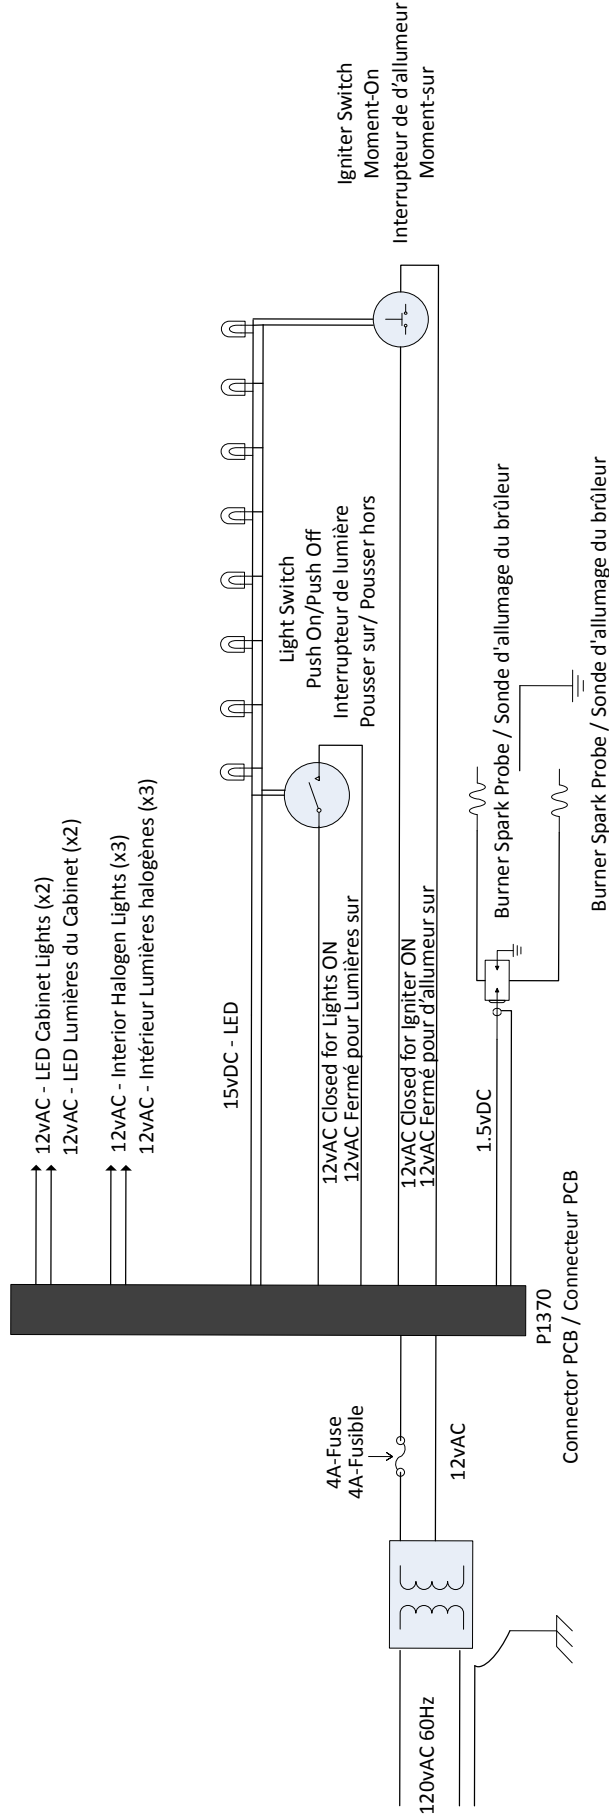 12vAC - LED Cabinet Lights (x2)
12vAC - LED Lumières du Cabinet (x2)
12vAC - Interior Halogen Lights (x3)
12vAC - Intérieur Lumières halogènes (x3)
15vDC - LED
Light Switch
Push On/Push Off
Interrupteur de lumière
Pousser sur/ Pousser hors
12vAC Closed for Lights ON
12vAC Fermé pour Lumières sur
Igniter Switch
Moment-On
Interrupteur de d'allumeur
Moment-sur
12vAC Closed for Igniter ON
12vAC Fermé pour d'allumeur sur
1.5vDC
Burner Spark Probe / Sonde d'allumage du brûleur
Burner Spark Probe / Sonde d'allumage du brûleur
P1370
Connector PCB / Connecteur PCB
4A-Fuse
4A-Fusible
12vAC
120vAC 60Hz